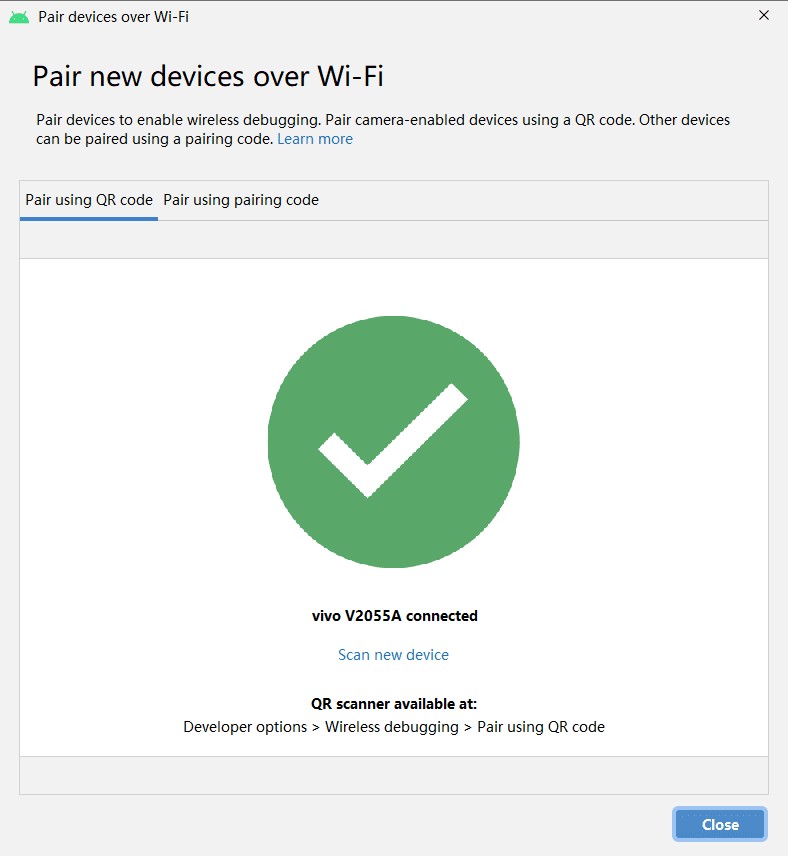 Pair devices over Wi-Fi
Pair new devices over Wi-Fi
Pair devices to enable wireless debugging. Pair camera-enabled devices using a QR code. Other devices
can be paired using a pairing code. Learn more
Pair using QR code Pair using pairing code
vivo V2055A connected
Scan new device
QR scanner available at:
Developer options > Wireless debugging > Pair using QR code
Close